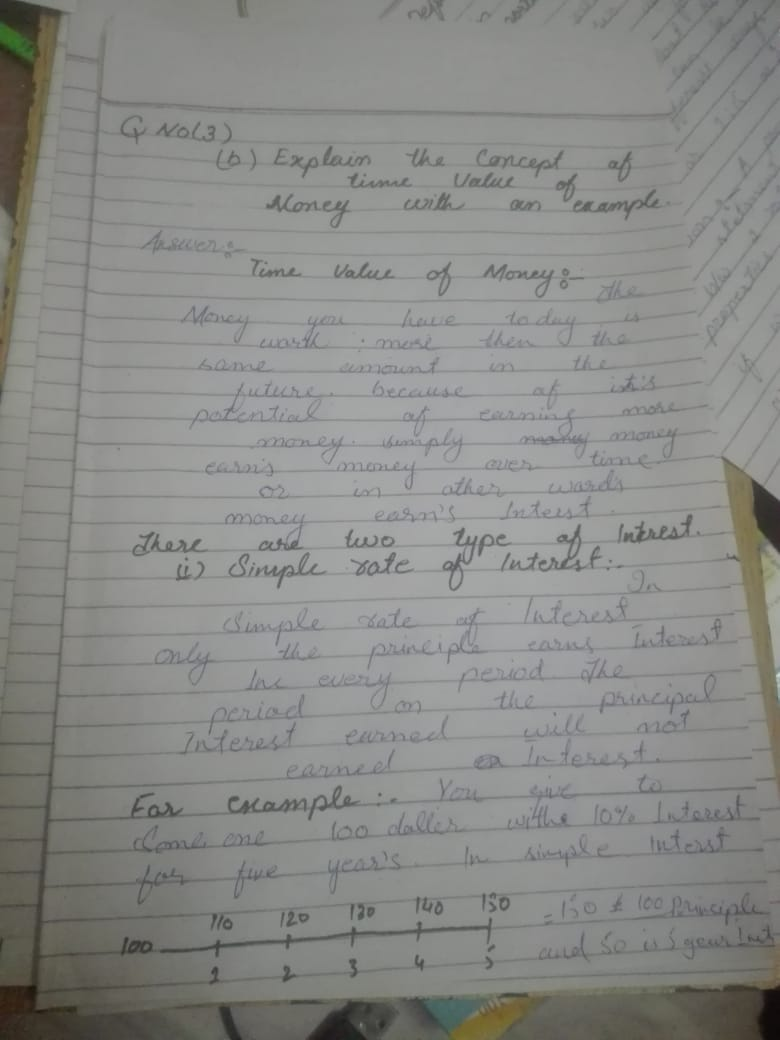 Q No(3)
(b) Explain the Concept of
time Value of
Money with an example.
Answer:-
Time Value of Money:-
The
Money you have today is
worth more then the
same amount in the
future. because of it's
potential of earning more
money. simply money money
earn's money over time
or in other wards
money earn's Interst.
There are two type of Intrest.
(i) Simple rate of Interest:-
In
Simple rate of Interest
only the principle earns Interest
In every period The
period on the principal
Interest earned will not
earned Interest.
For example:- You give to
Some one 100 daller withe 10% Interest
for five year's. In simple Interst
110 120 130 140 150
100
1 2 3 4 5
= 150 & 100 Principle
and 50 is 5 year Inst